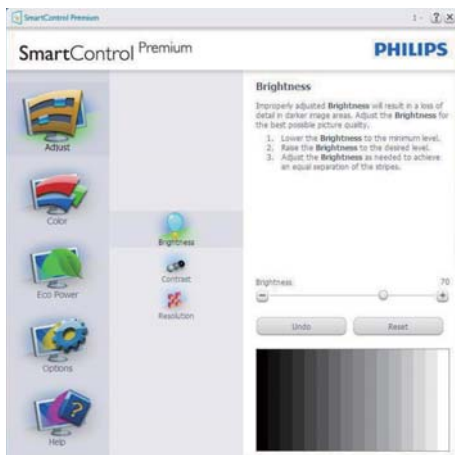 SmartControl Premium
SmartControl Premium
PHILIPS
Adjust
Color
Eco Power
Options
Help
Brightness
Contrast
Resolution
Brightness
Improperly adjusted Brightness will result in a loss of
detail in darker image areas. Adjust the Brightness for
the best possible picture quality.
1. Lower the Brightness to the minimum level.
2. Raise the Brightness to the desired level.
3. Adjust the Brightness as needed to achieve
an equal separation of the stripes.
Brightness 70
Undo Reset